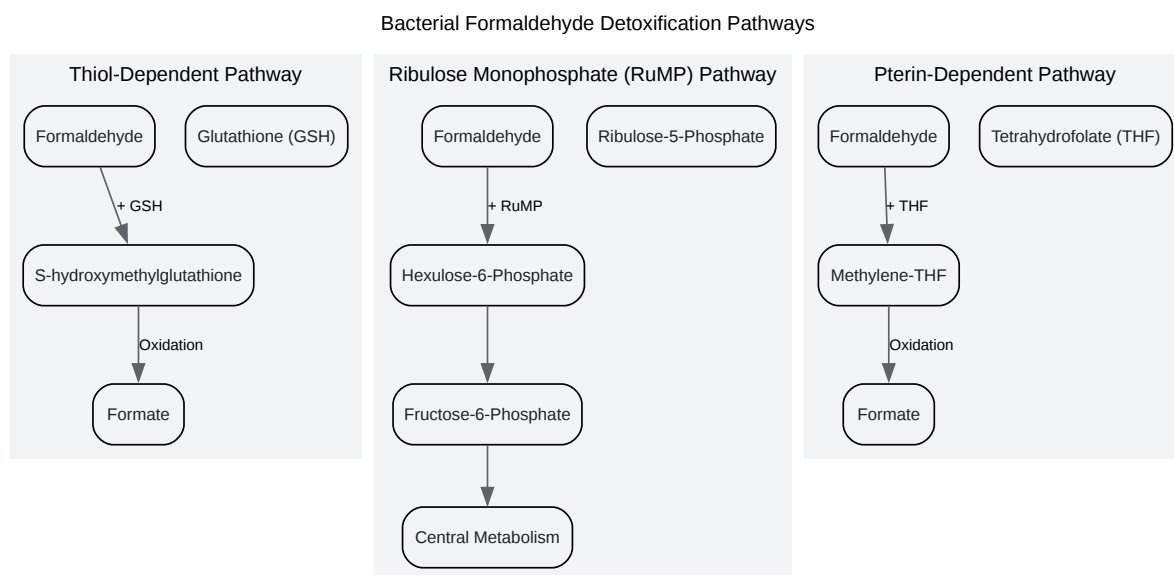 Bacterial Formaldehyde Detoxification Pathways
Thiol-Dependent Pathway
Formaldehyde
Glutathione (GSH)
+ GSH
S-hydroxymethylglutathione
Oxidation
Formate
Ribulose Monophosphate (RuMP) Pathway
Formaldehyde
Ribulose-5-Phosphate
+ RuMP
Hexulose-6-Phosphate
Fructose-6-Phosphate
Central Metabolism
Pterin-Dependent Pathway
Formaldehyde
Tetrahydrofolate (THF)
+ THF
Methylene-THF
Oxidation
Formate